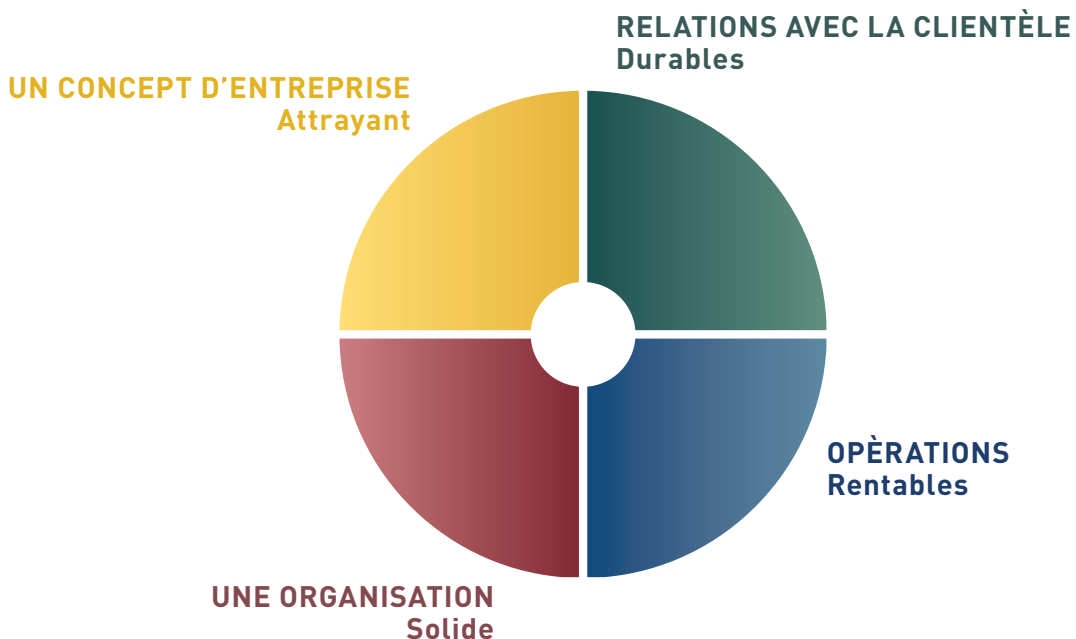 RELATIONS AVEC LA CLIENTÈLE
Durables
UN CONCEPT D’ENTREPRISE
Attrayant
OPÈRATIONS
Rentables
UNE ORGANISATION
Solide